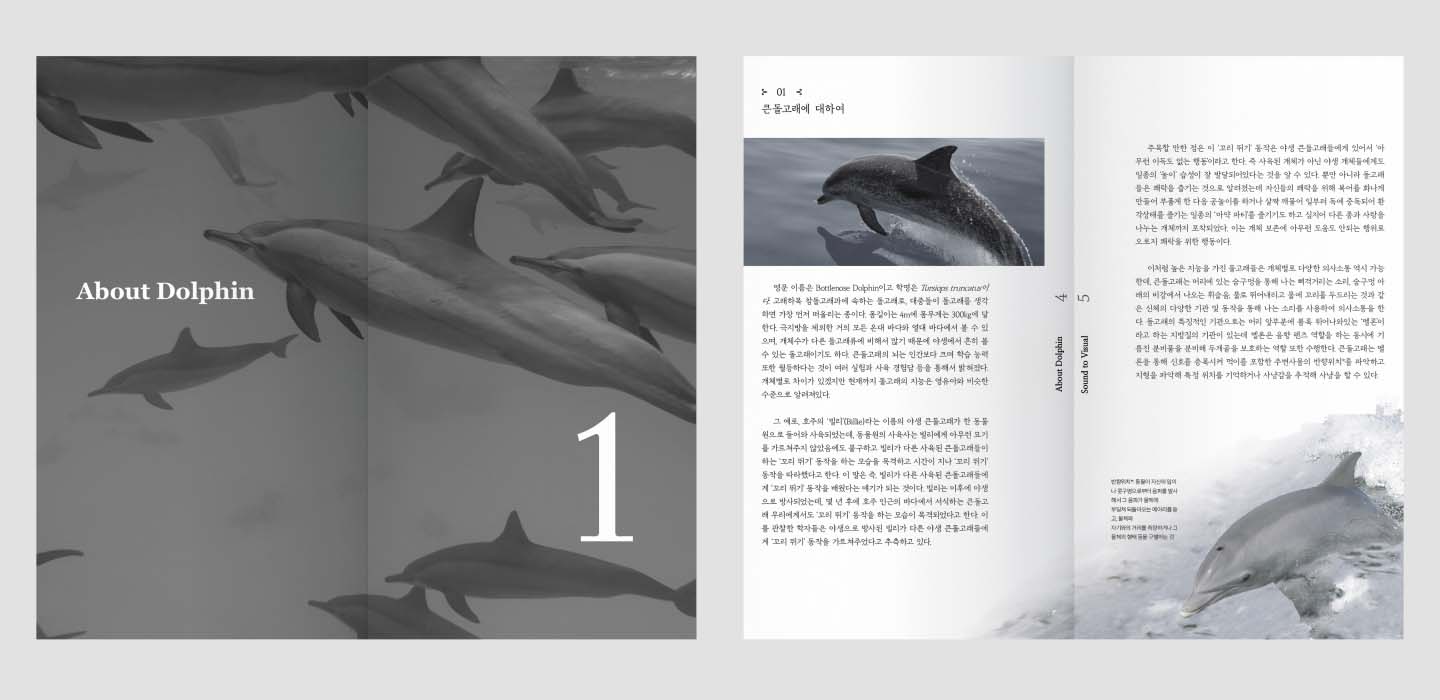 About Dolphin
1
01
큰돌고래에 대하여
영문 이름은 Bottlenose Dolphin이고 학명은 Tursiops truncatus이
다. 고래하목 참돌고래과에 속하는 돌고래로, 대중들이 돌고래를 생각
하면 가장 먼저 떠올리는 종이다. 몸길이는 4m에 몸무게는 300kg에 달
한다. 극지방을 제외한 거의 모든 온대 바다와 열대 바다에서 볼 수 있
으며, 개체수가 다른 돌고래류에 비해서 많기 때문에 야생에서 흔히 볼
수 있는 돌고래이기도 하다. 큰돌고래의 뇌는 인간보다 크며 학습 능력
또한 월등하다는 것이 여러 실험과 사육 경험담 등을 통해서 밝혀졌다.
개체별로 차이가 있겠지만 현재까지 돌고래의 지능은 영유아와 비슷한
수준으로 알려져있다.
그 예로, 호주의 '빌리'(Billie)라는 이름의 야생 큰돌고래가 한 동물
원으로 들어와 사육되었는데, 동물원의 사육사는 빌리에게 아무런 묘기
를 가르쳐주지 않았음에도 불구하고 빌리가 다른 사육된 큰돌고래들이
하는 '꼬리 뛰기' 동작을 하는 모습을 목격하고 시간이 지나 '꼬리 뛰기'
동작을 따라했다고 한다. 이 말은 즉, 빌리가 다른 사육된 큰돌고래들에
게 '꼬리 뛰기' 동작을 배웠다는 얘기가 되는 것이다. 빌리는 이후에 야생
으로 방사되었는데, 몇 년 후에 호주 인근의 바다에서 서식하는 큰돌고
래 무리에게서도 '꼬리 뛰기' 동작을 하는 모습이 목격되었다고 한다. 이
를 관찰한 학자들은 야생으로 방사된 빌리가 다른 야생 큰돌고래들에
게 '꼬리 뛰기' 동작을 가르쳐주었다고 추측하고 있다.
4
About Dolphin
5
Sound to Visual
주목할 만한 점은 이 '꼬리 뛰기' 동작은 야생 큰돌고래들에게 있어서 '아
무런 이득도 없는 행동'이라고 한다. 즉 사육된 개체가 아닌 야생 개체들에게도
일종의 '놀이' 습성이 잘 발달되어있다는 것을 알 수 있다. 뿐만 아니라 돌고래
들은 쾌락을 즐기는 것으로 알려졌는데 자신들의 쾌락을 위해 복어를 화나게
만들어 부풀게 한 다음 공놀이를 하거나 살짝 깨물어 일부러 독에 중독되어 환
각상태를 즐기는 일종의 '마약 파티'를 즐기기도 하고 심지어 다른 종과 사랑을
나누는 개체까지 포착되었다. 이는 개체 보존에 아무런 도움도 안되는 행위로
오로지 쾌락을 위한 행동이다.
이처럼 높은 지능을 가진 돌고래들은 개체별로 다양한 의사소통 역시 가능
한데, 큰돌고래는 머리에 있는 숨구멍을 통해 나는 삐걱거리는 소리, 숨구멍 아
래의 비강에서 나오는 휘슬음, 물로 뛰어내리고 물에 꼬리를 두드리는 것과 같
은 신체의 다양한 기관 및 동작을 통해 나는 소리를 사용하여 의사소통을 한
다. 돌고래의 특징적인 기관으로는 머리 앞부분에 볼록 튀어나와있는 '멜론'이
라고 하는 지방질의 기관이 있는데 멜론은 음향 렌즈 역할을 하는 동시에 기
름진 분비물을 분비해 두개골을 보호하는 역할 또한 수행한다. 큰돌고래는 멜
론을 통해 신호를 증폭시켜 먹이를 포함한 주변사물의 반향위치*를 파악하고
지형을 파악해 특정 위치를 기억하거나 사냥감을 추적해 사냥을 할 수 있다.
반향위치*: 동물이 자신의 입이
나 콧구멍으로부터 음파를 발사
해서 그 음파가 물체에
부딪쳐 되돌아오는 메아리를 듣
고, 물체와
자기와의 거리를 측정하거나 그
물체의 형태 등을 구별하는 것